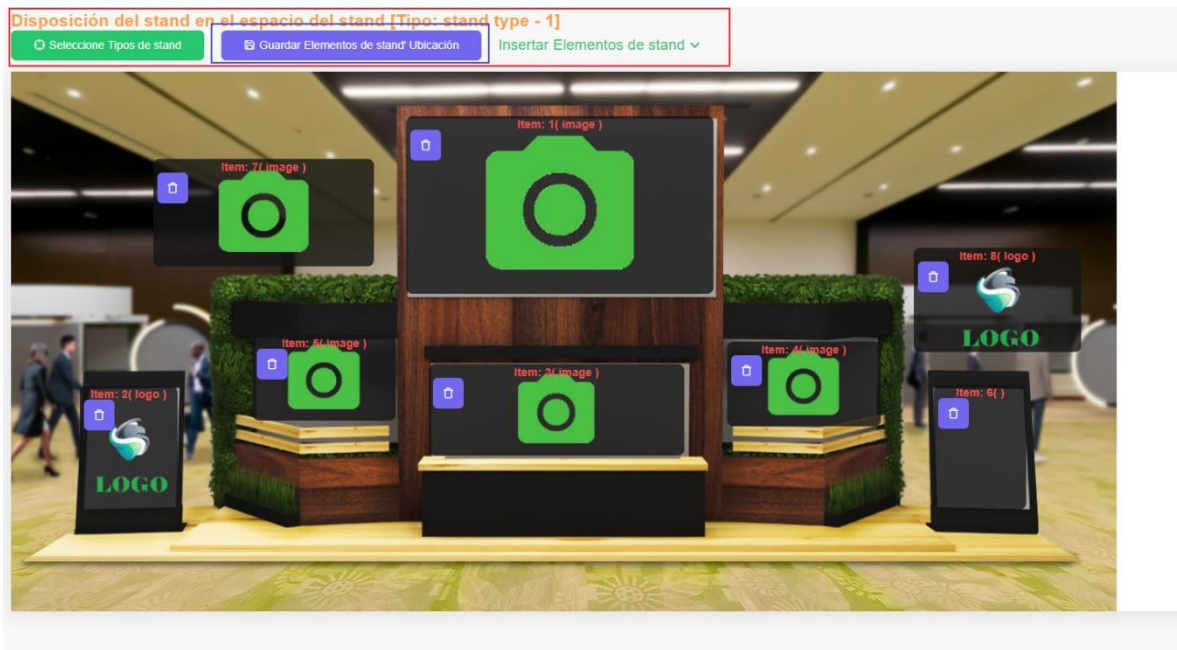 Disposición del stand en el espacio del stand [Tipo: stand type - 1]
Seleccione Tipos de stand
Guardar Elementos de stand' Ubicación
Insertar Elementos de stand
Item: 1( image )
Item: 7( image )
Item: 8( logo )
LOGO
Item: 5( image )
Item: 4( image )
Item: 3( image )
Item: 2( logo )
LOGO
Item: 6( )